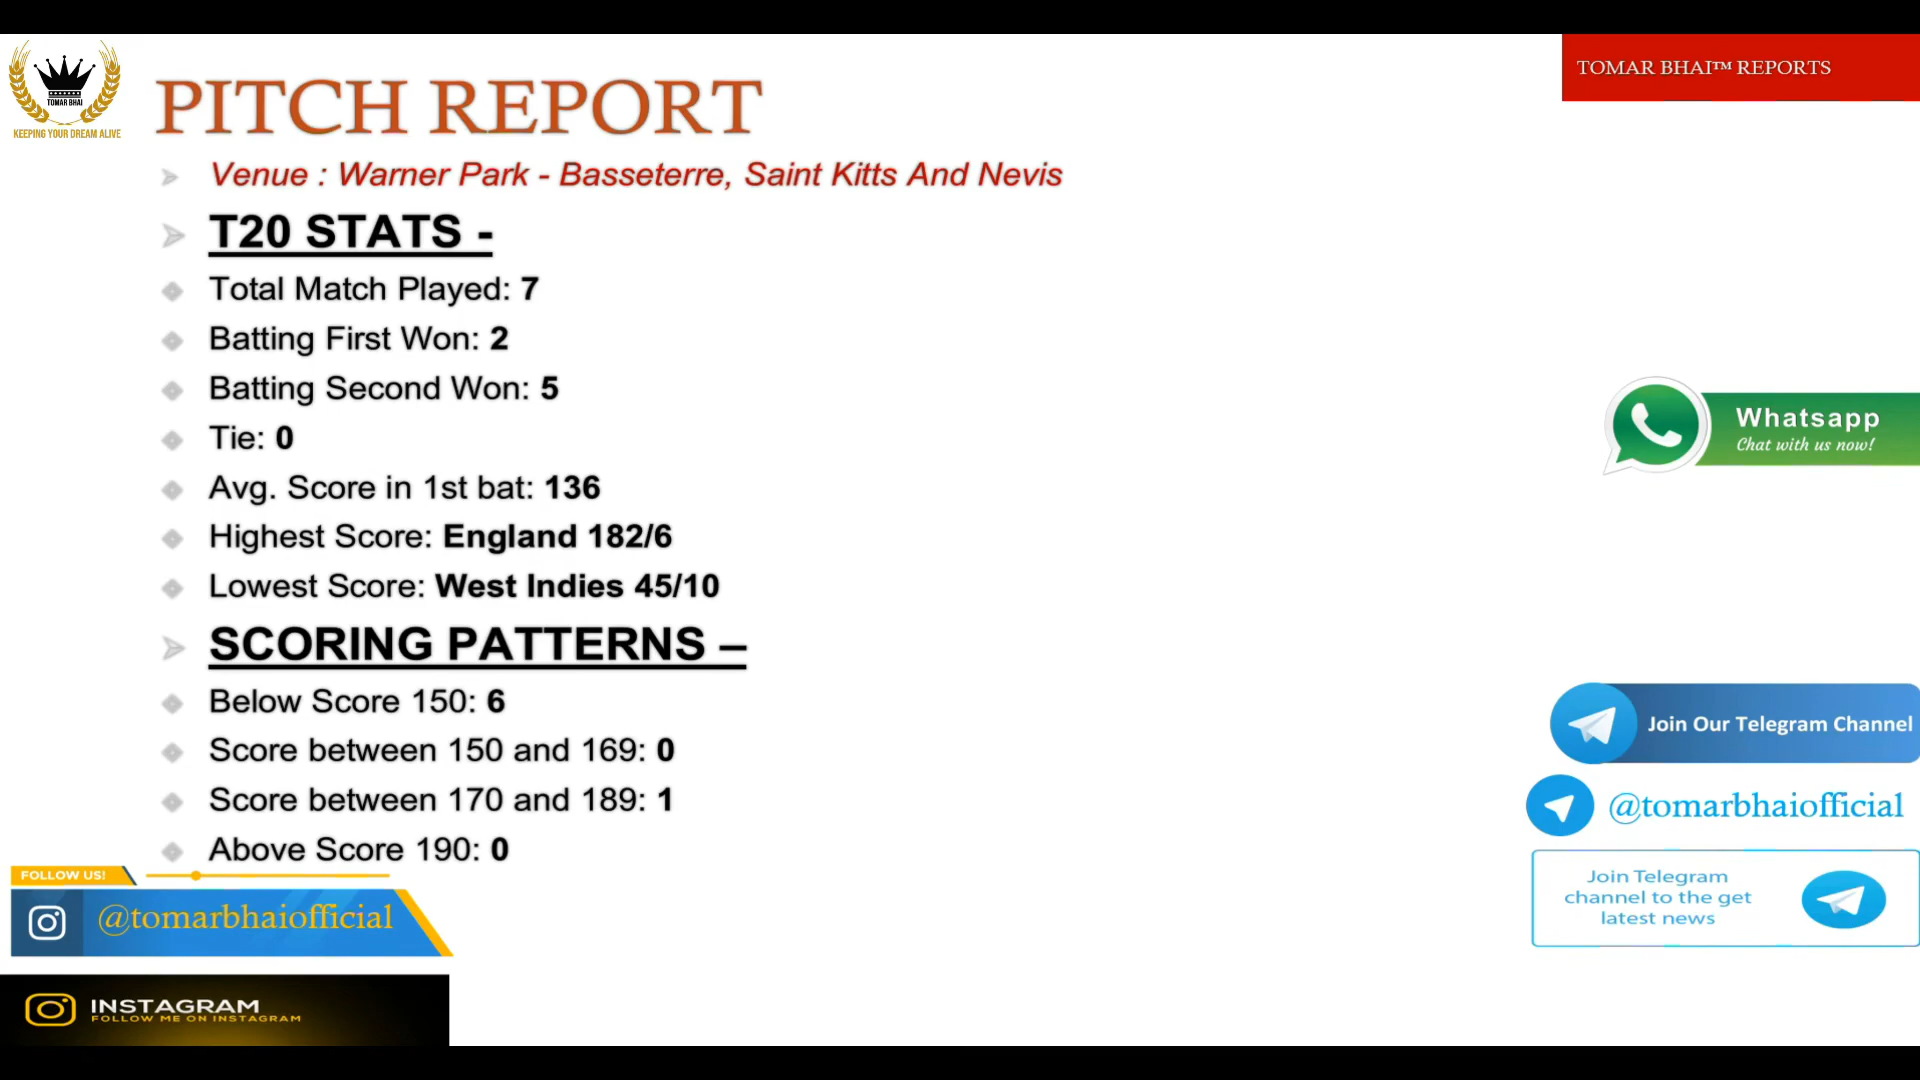 TOMAR BHAI
KEEPING YOUR DREAM ALIVE
PITCH REPORT
TOMAR BHAI™ REPORTS
Venue : Warner Park - Basseterre, Saint Kitts And Nevis
T20 STATS -
Total Match Played: 7
Batting First Won: 2
Batting Second Won: 5
Tie: 0
Avg. Score in 1st bat: 136
Highest Score: England 182/6
Lowest Score: West Indies 45/10
SCORING PATTERNS –
Below Score 150: 6
Score between 150 and 169: 0
Score between 170 and 189: 1
Above Score 190: 0
Whatsapp
Chat with us now!
Join Our Telegram Channel
@tomarbhaiofficial
Join Telegram
channel to the get
latest news
FOLLOW US!
@tomarbhaiofficial
INSTAGRAM
FOLLOW ME ON INSTAGRAM